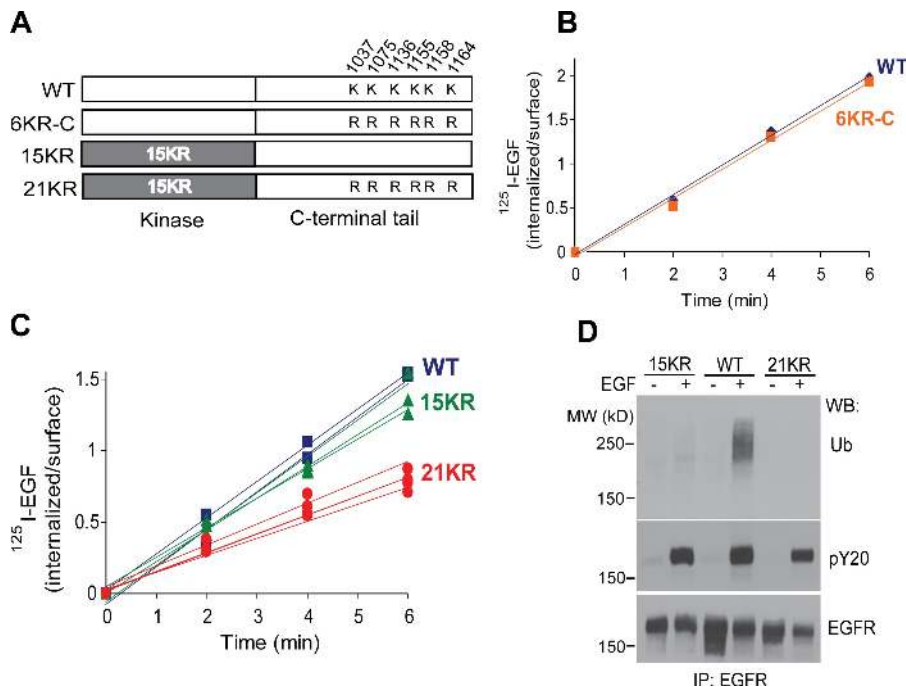 A
1037 1075 1136 1155 1158 1164
WT K K K K K K
6KR-C R R R R R R
15KR 15KR
21KR 15KR R R R R R R
Kinase C-terminal tail
B
125 I-EGF
(internalized/surface)
2
1.5
1
0.5
0
0 1 2 3 4 5 6
Time (min)
WT
6KR-C
C
125 I-EGF
(internalized/surface)
1.5
1
0.5
0
0 1 2 3 4 5 6
Time (min)
WT
15KR
21KR
D
15KR WT 21KR
EGF - + - + - +
MW (kD) WB:
250 Ub
150
pY20
150
EGFR
150
IP: EGFR